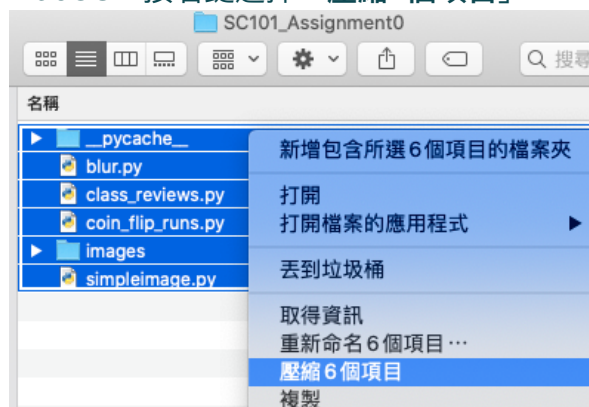 SC101_Assignment0
搜尋
名稱
__pycache__
blur.py
class_reviews.py
coin_flip_runs.py
images
simpleimage.py
新增包含所選6個項目的檔案夾
打開
打開檔案的應用程式
丟到垃圾桶
取得資訊
重新命名6個項目…
壓縮6個項目
複製